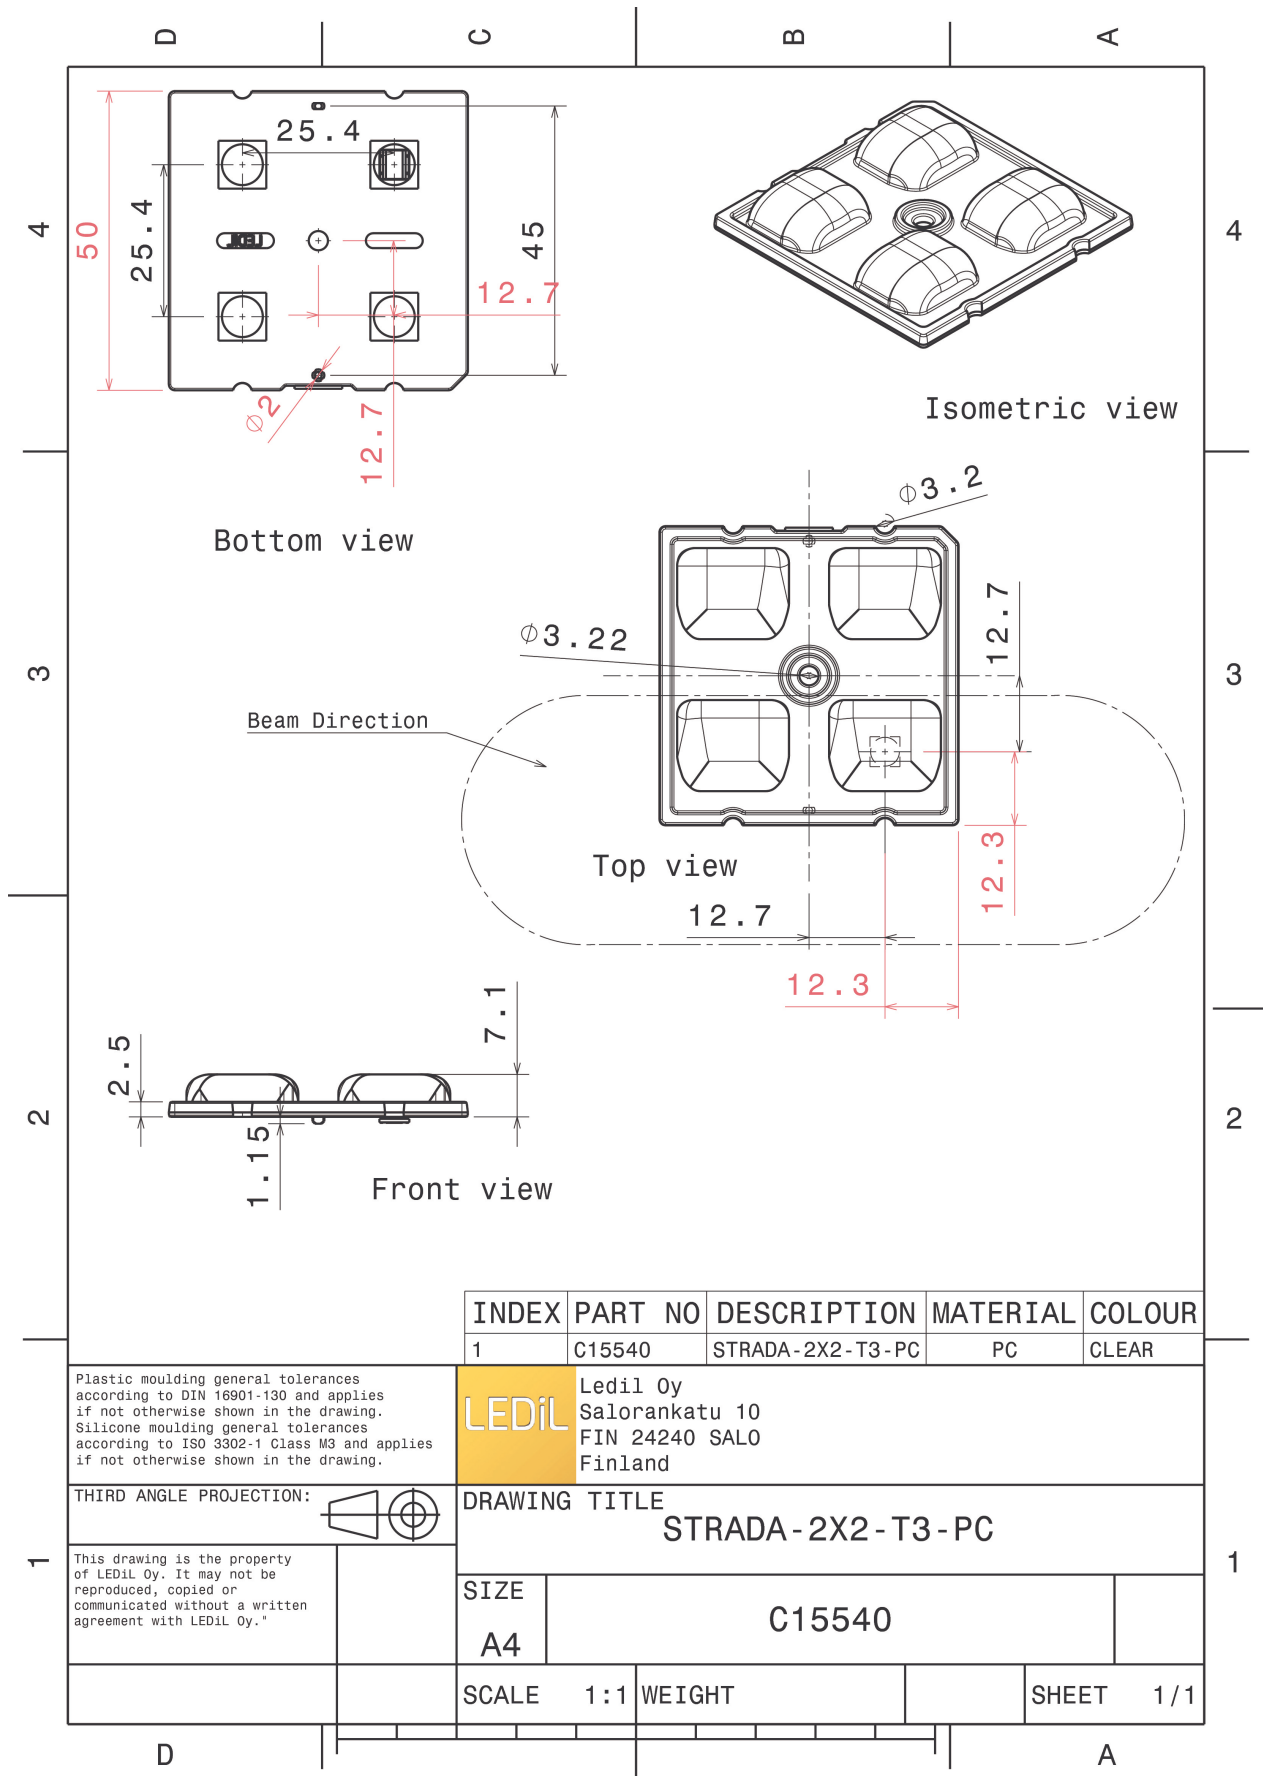 D
C
B
A
4
4
25.4
50
25.4
45
12.7
LEDiL
Ø2
12.7
Isometric view
Bottom view
Ø3.2
3
3
Ø3.22
12.7
Beam Direction
Top view
12.3
12.7
12.3
2
2
2.5
7.1
1.15
Front view
INDEX PART NO DESCRIPTION MATERIAL COLOUR
1 C15540 STRADA-2X2-T3-PC PC CLEAR
Plastic moulding general tolerances
according to DIN 16901-130 and applies
if not otherwise shown in the drawing.
Silicone moulding general tolerances
according to ISO 3302-1 Class M3 and applies
if not otherwise shown in the drawing.
LEDiL
Ledil Oy
Salorankatu 10
FIN 24240 SALO
Finland
THIRD ANGLE PROJECTION:
DRAWING TITLE
STRADA-2X2-T3-PC
1
1
This drawing is the property
of LEDiL Oy. It may not be
reproduced, copied or
communicated without a written
agreement with LEDiL Oy."
SIZE
A4
C15540
SCALE 1:1 WEIGHT SHEET 1/1
D
A